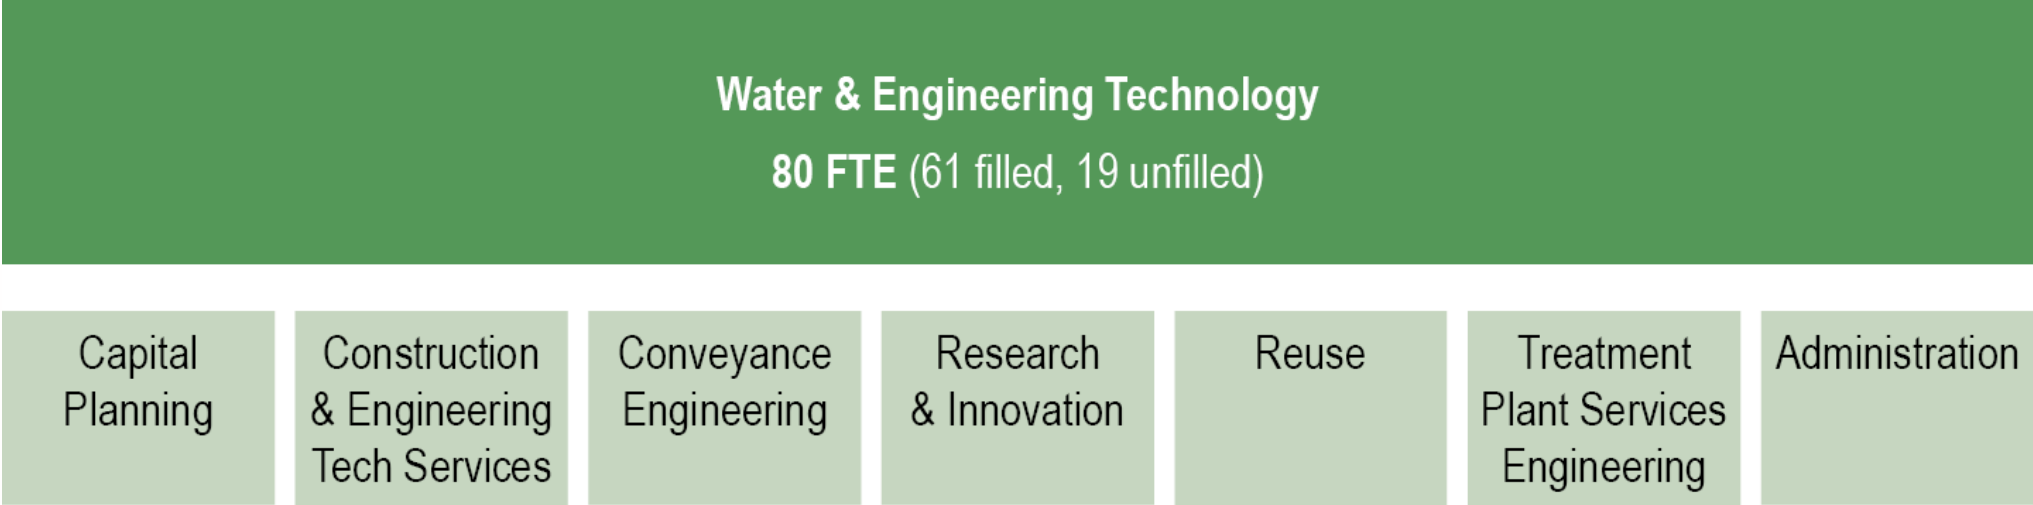 Water & Engineering Technology
80 FTE (61 filled, 19 unfilled)
Capital
Planning
Construction
& Engineering
Tech Services
Conveyance
Engineering
Research
& Innovation
Reuse
Treatment
Plant Services
Engineering
Administration